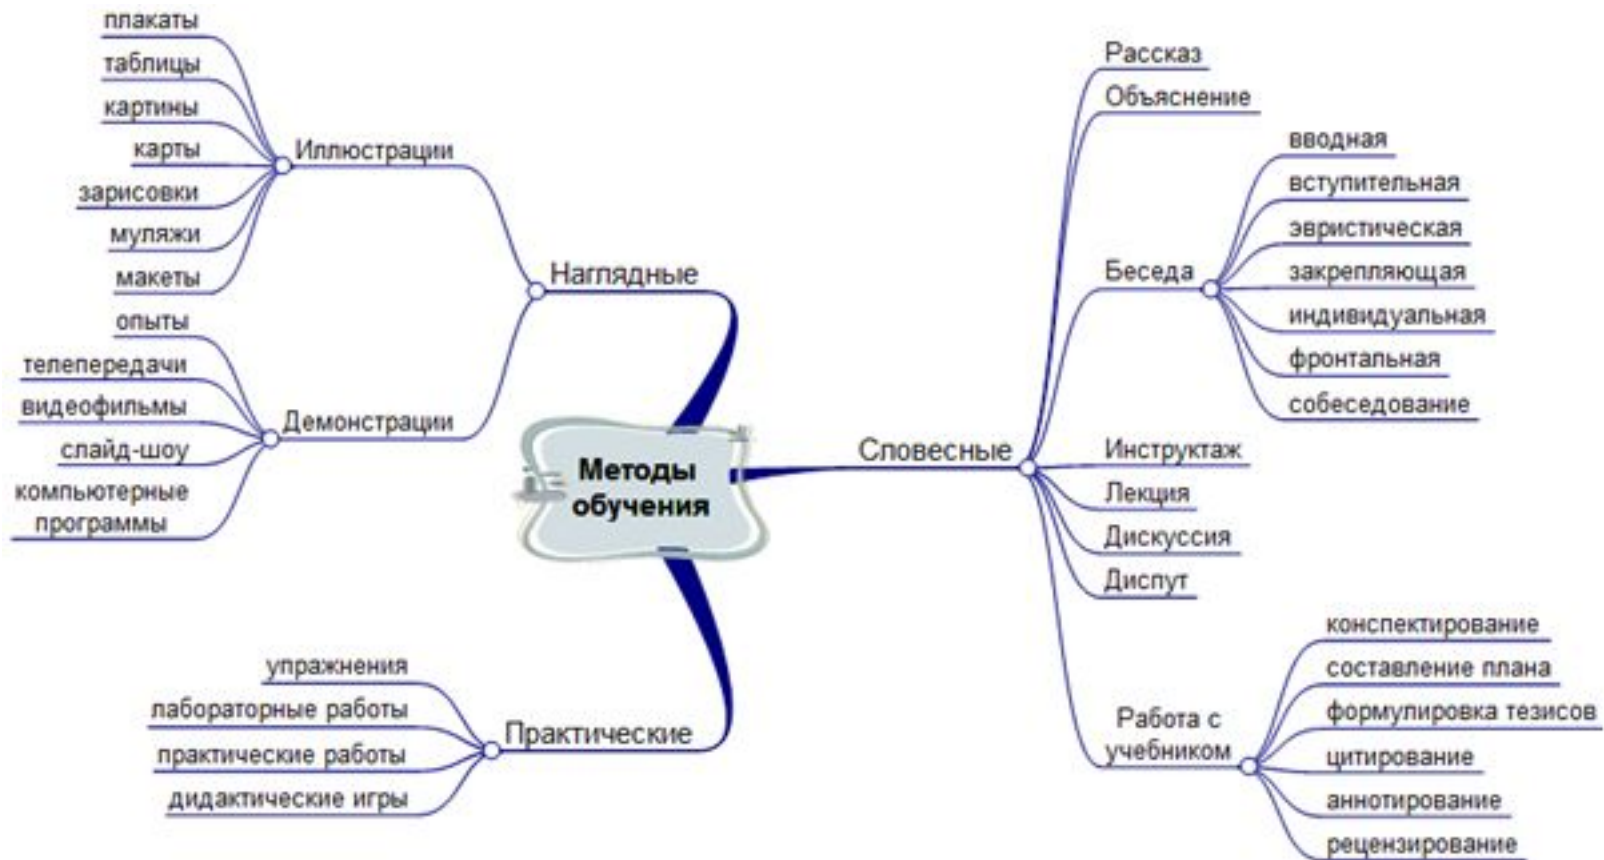 плакаты
таблицы
картины
карты
зарисовки
муляжи
макеты
Иллюстрации
опыты
телепередачи
видеофильмы
слайд-шоу
компьютерные
программы
Демонстрации
Наглядные
Методы
обучения
упражнения
лабораторные работы
практические работы
дидактические игры
Практические
Словесные
Рассказ
Объяснение
Беседа
вводная
вступительная
эвристическая
закрепляющая
индивидуальная
фронтальная
собеседование
Инструктаж
Лекция
Дискуссия
Диспут
Работа с
учебником
конспектирование
составление плана
формулировка тезисов
цитирование
аннотирование
рецензирование